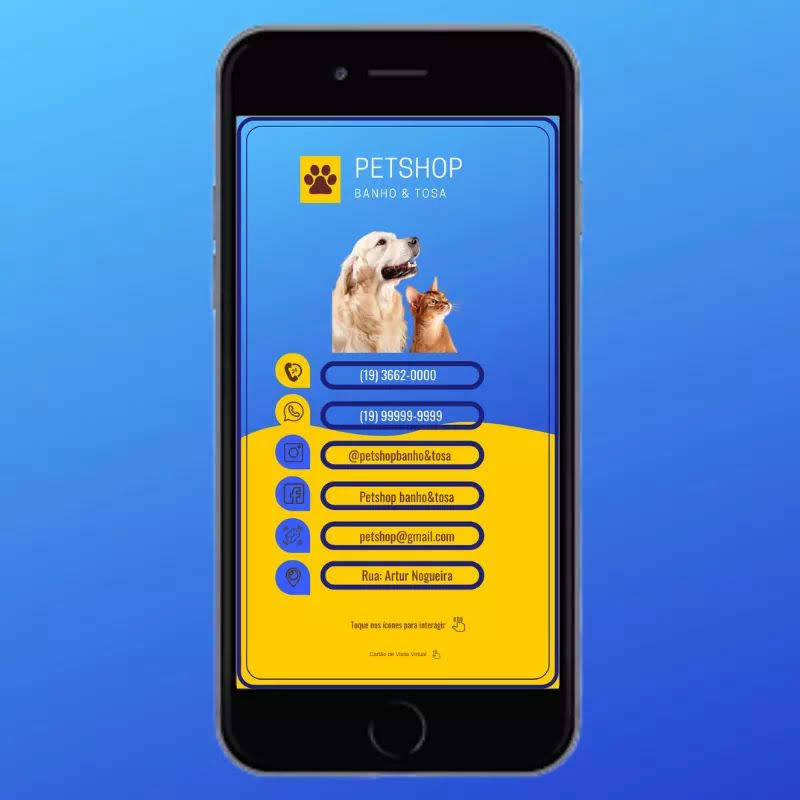 PETSHOP
BANHO & TOSA
(19) 3662-0000
(19) 99999-9999
@petshopbanho&tosa
Petshop banho&tosa
petshop@gmail.com
Rua: Artur Nogueira
Toque nos ícones para interagir
Cartão de Visita Virtual